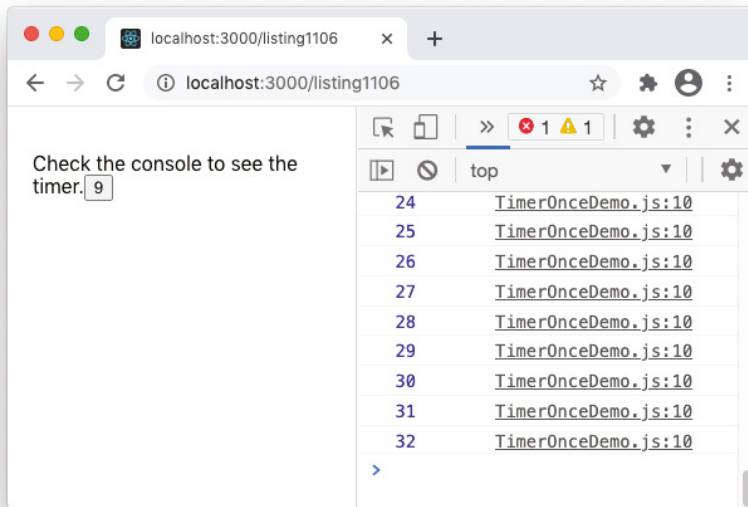 localhost:3000/listing1106
localhost:3000/listing1106
1 1
top
Check the console to see the
timer. 9
24 TimerOnceDemo.js:10
25 TimerOnceDemo.js:10
26 TimerOnceDemo.js:10
27 TimerOnceDemo.js:10
28 TimerOnceDemo.js:10
29 TimerOnceDemo.js:10
30 TimerOnceDemo.js:10
31 TimerOnceDemo.js:10
32 TimerOnceDemo.js:10